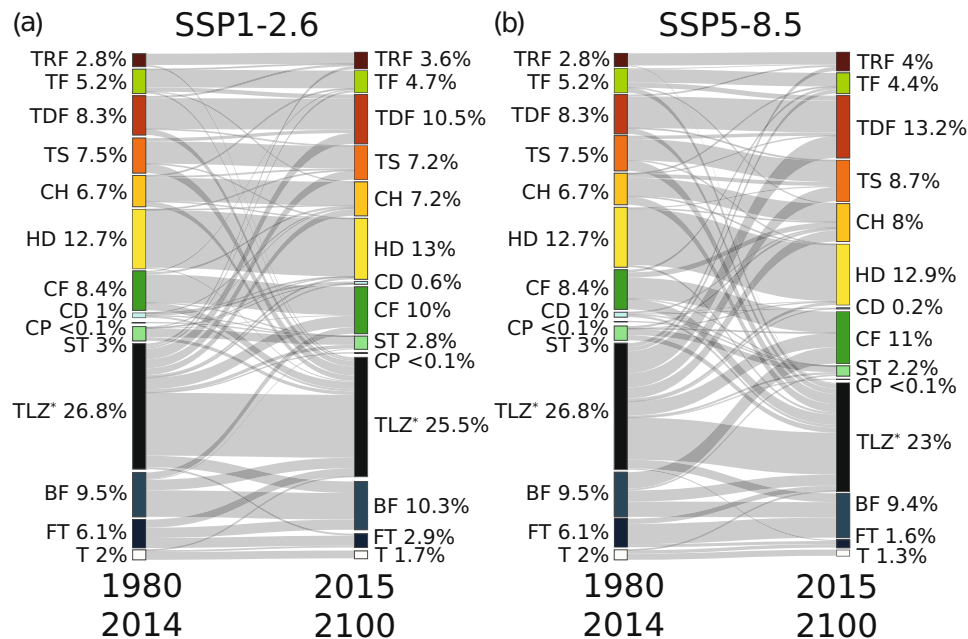 (a) SSP1-2.6
TRF 2.8%
TF 5.2%
TDF 8.3%
TS 7.5%
CH 6.7%
HD 12.7%
CF 8.4%
CD 1%
CP <0.1%
ST 3%
TLZ* 26.8%
BF 9.5%
FT 6.1%
T 2%
TRF 3.6%
TF 4.7%
TDF 10.5%
TS 7.2%
CH 7.2%
HD 13%
CD 0.6%
CF 10%
ST 2.8%
CP <0.1%
TLZ* 25.5%
BF 10.3%
FT 2.9%
T 1.7%
1980 2015
2014 2100
(b) SSP5-8.5
TRF 2.8%
TF 5.2%
TDF 8.3%
TS 7.5%
CH 6.7%
HD 12.7%
CF 8.4%
CD 1%
CP <0.1%
ST 3%
TLZ* 26.8%
BF 9.5%
FT 6.1%
T 2%
TRF 4%
TF 4.4%
TDF 13.2%
TS 8.7%
CH 8%
HD 12.9%
CD 0.2%
CF 11%
ST 2.2%
CP <0.1%
TLZ* 23%
BF 9.4%
FT 1.6%
T 1.3%
1980 2015
2014 2100